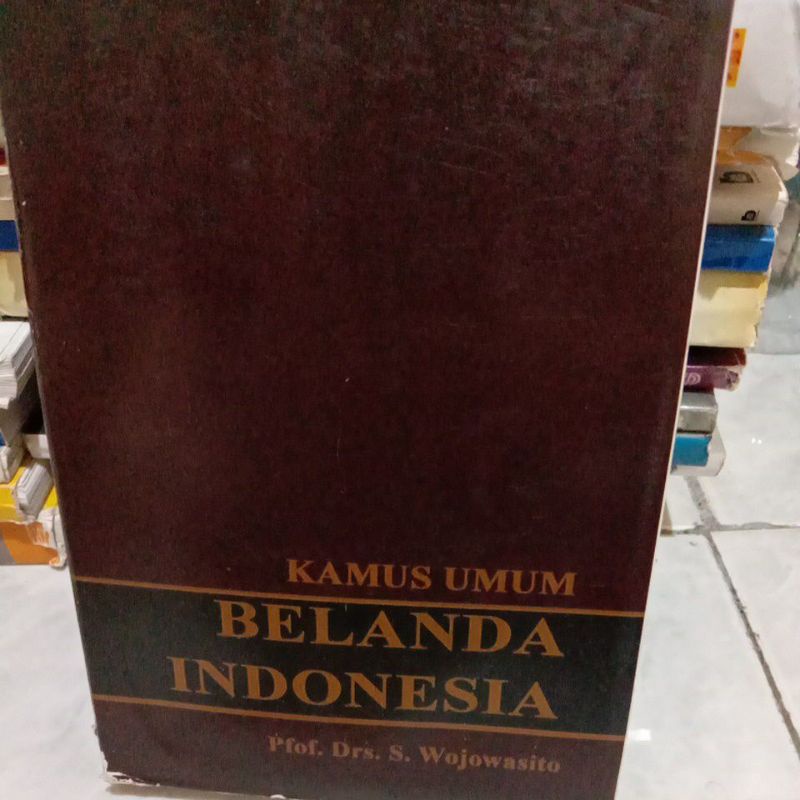 KAMUS UMUM
BELANDA
INDONESIA
Pfof. Drs. S. Wojowasito